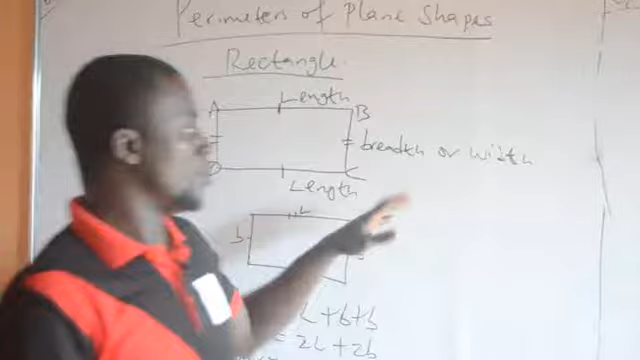 Perimeters of Plane Shapes
Rectangle.
Length
A B
breadth or width
C
Length
L
b
L + b + b
= 2L + 2b